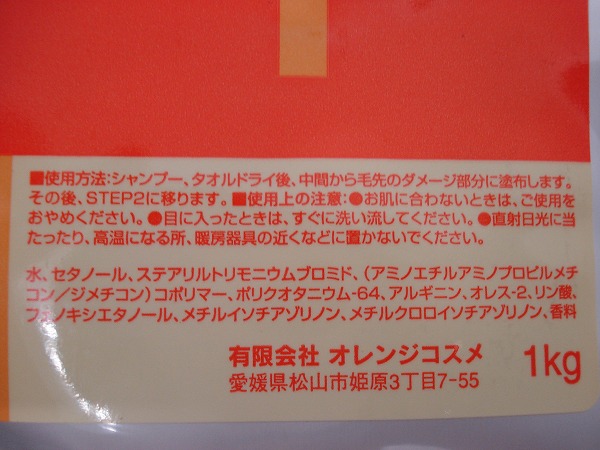 ■使用方法:シャンプー、タオルドライ後、中間から毛先のダメージ部分に塗布します。
その後、STEP2に移ります。■使用上の注意:●お肌に合わないときは、ご使用を
おやめください。●目に入ったときは、すぐに洗い流してください。●直射日光に当
たったり、高温になる所、暖房器具の近くなどに置かないでください。
水、セタノール、ステアリルトリモニウムブロミド、(アミノエチルアミノプロピルメチ
コン/ジメチコン)コポリマー、ポリクオタニウム-64、アルギニン、オレス-2、リン酸、
フェノキシエタノール、メチルイソチアゾリノン、メチルクロロイソチアゾリノン、香料
有限会社 オレンジコスメ
愛媛県松山市姫原3丁目7-55
1kg